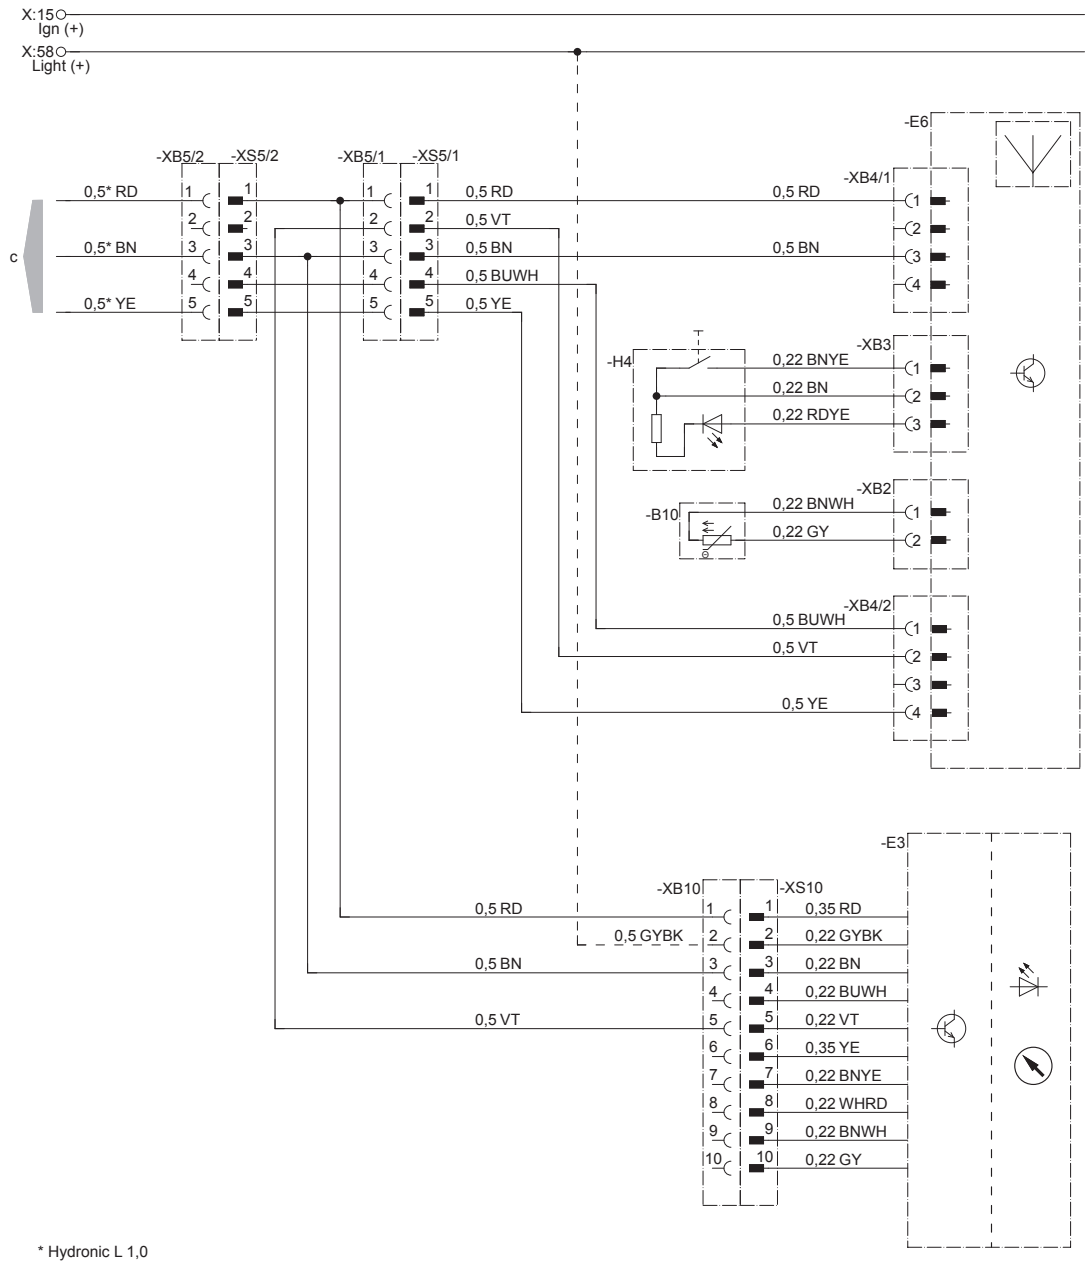 X:15
Ign (+)
X:58
Light (+)
-E6
-XB5/2 -XS5/2 -XB5/1 -XS5/1
-XB4/1
0,5* RD 1 1 1 1 0,5 RD 0,5 RD 1
2 2 2 2 0,5 VT 2
c 0,5* BN 3 3 3 3 0,5 BN 0,5 BN 3
4 4 4 4 0,5 BUWH 4
0,5* YE 5 5 5 5 0,5 YE
-XB3
-H4 0,22 BNYE 1
0,22 BN 2
0,22 RDYE 3
-XB2
-B10 0,22 BNWH 1
0,22 GY 2
-XB4/2
0,5 BUWH 1
0,5 VT 2
3
0,5 YE 4
-E3
-XB10 -XS10
0,5 RD 1 1 0,35 RD
0,5 GYBK 2 2 0,22 GYBK
0,5 BN 3 3 0,22 BN
4 4 0,22 BUWH
0,5 VT 5 5 0,22 VT
6 6 0,35 YE
7 7 0,22 BNYE
8 8 0,22 WHRD
9 9 0,22 BNWH
10 10 0,22 GY
* Hydronic L 1,0